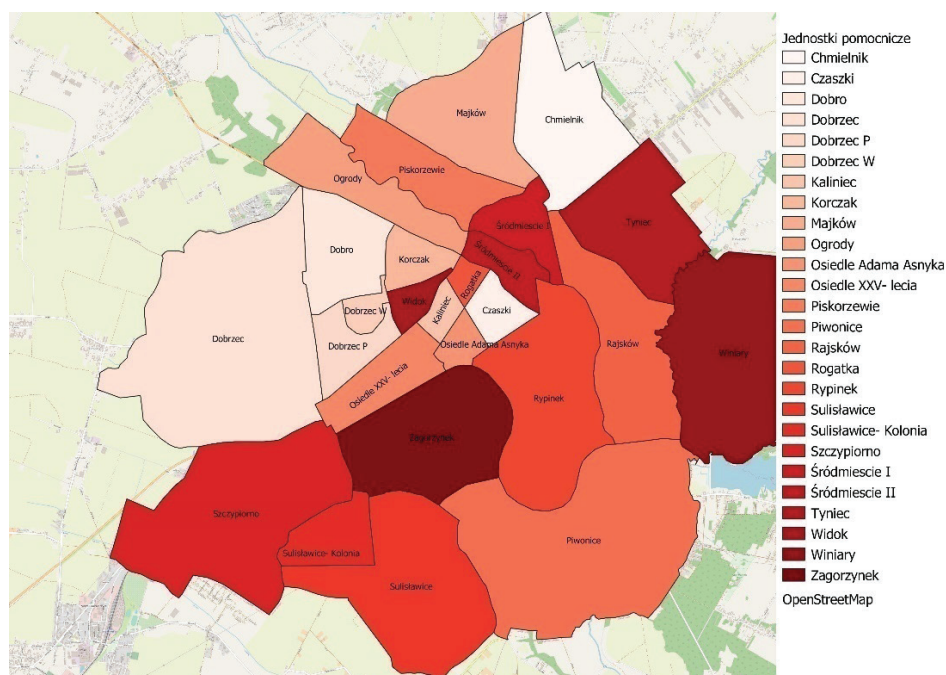 Majków
Chmielnik
Piskorzewie
Ogrody
Tyniec
Śródmiescie I
Śródmiescie II
Dobro
Korczak
Rogatka
Widok
Kaliniec
Czaszki
Dobrzec W
Dobrzec
Dobrzec P
Osiedle Adama Asnyka
Rajsków
Winiary
Osiedle XXV- lecia
Rypinek
Zagorzynek
Szczypiorno
Piwonice
Sulisławice- Kolonia
Sulisławice
Jednostki pomocnicze
Chmielnik
Czaszki
Dobro
Dobrzec
Dobrzec P
Dobrzec W
Kaliniec
Korczak
Majków
Ogrody
Osiedle Adama Asnyka
Osiedle XXV- lecia
Piskorzewie
Piwonice
Rajsków
Rogatka
Rypinek
Sulisławice
Sulisławice- Kolonia
Szczypiorno
Śródmiescie I
Śródmiescie II
Tyniec
Widok
Winiary
Zagorzynek
OpenStreetMap